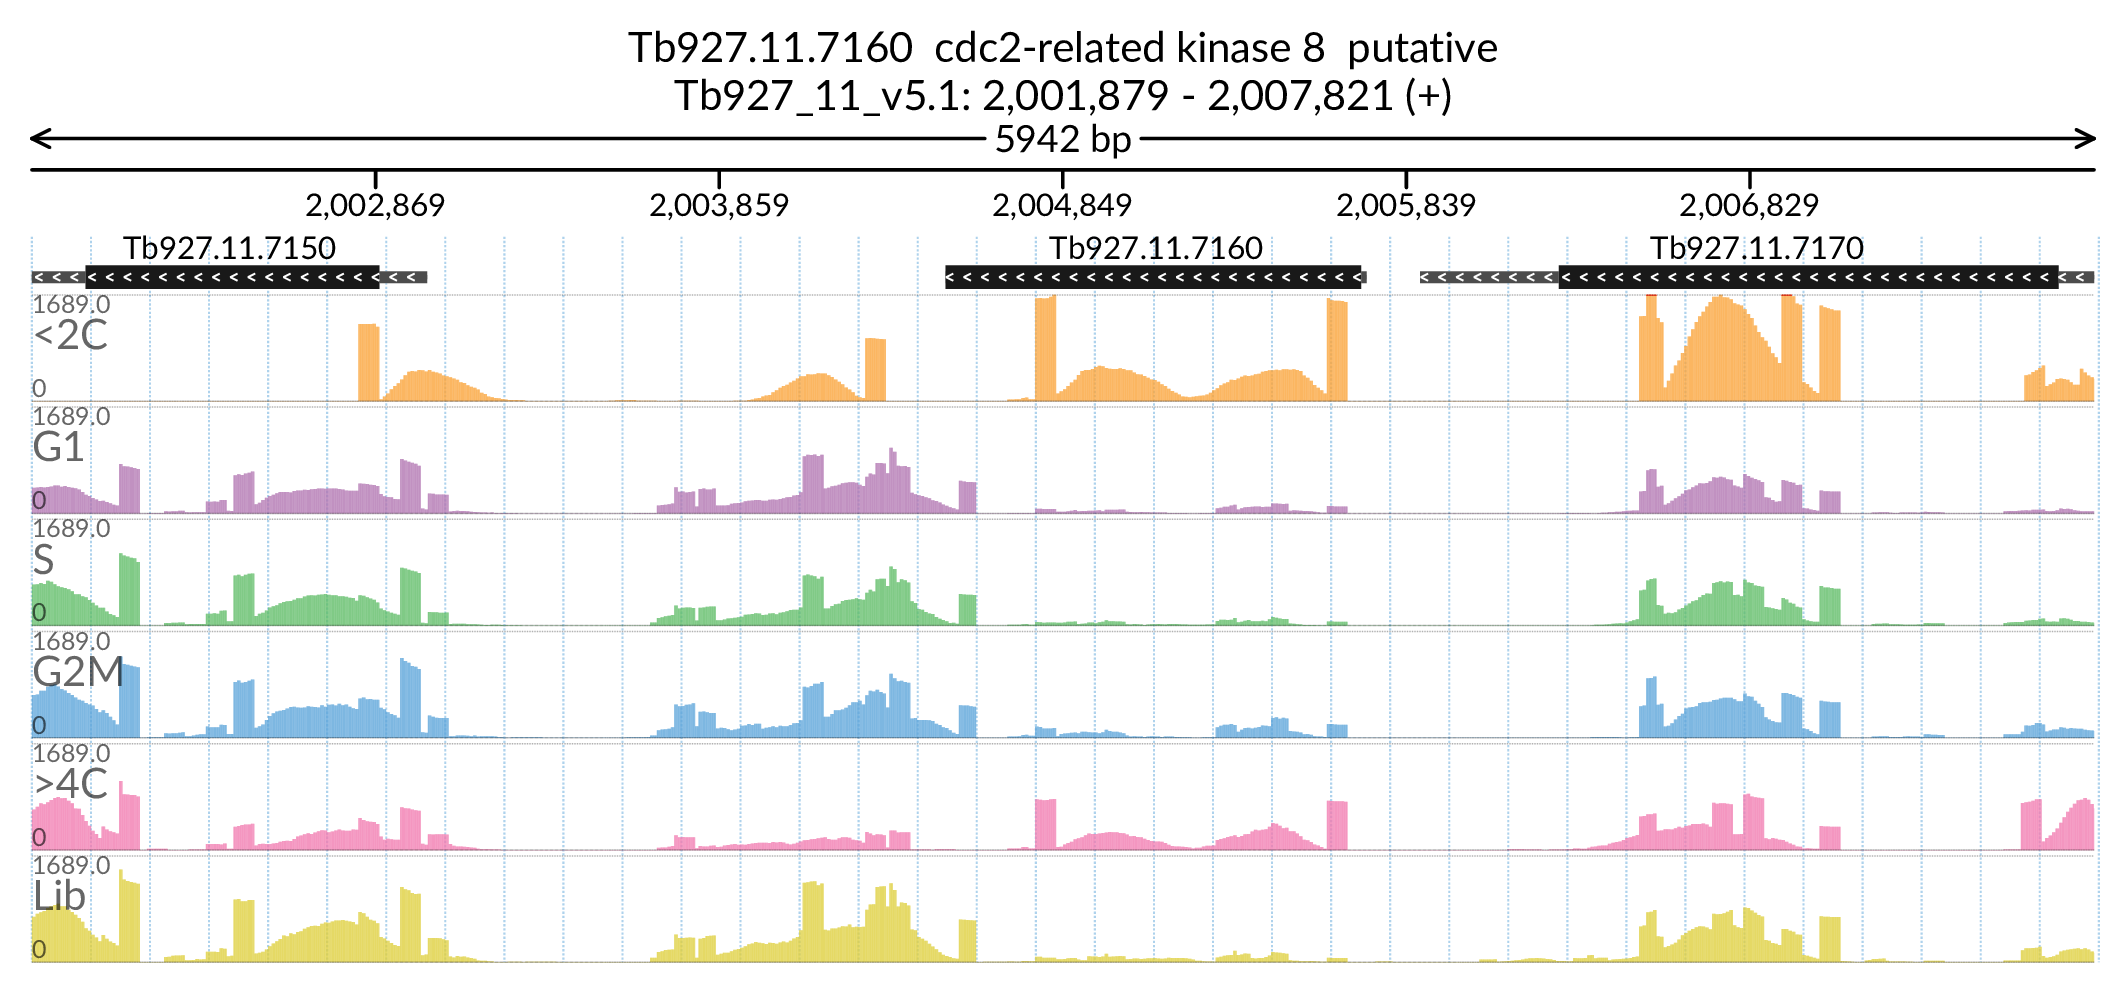 Tb927.11.7160  cdc2-related kinase 8  putative
Tb927_11_v5.1: 2,001,879 - 2,007,821 (+)
5942 bp
2,002,869 2,003,859 2,004,849 2,005,839 2,006,829
Tb927.11.7150 Tb927.11.7160 Tb927.11.7170
1689.0
<2C
0
1689.0
G1
0
1689.0
S
0
1689.0
G2M
0
1689.0
>4C
0
1689.0
Lib
0